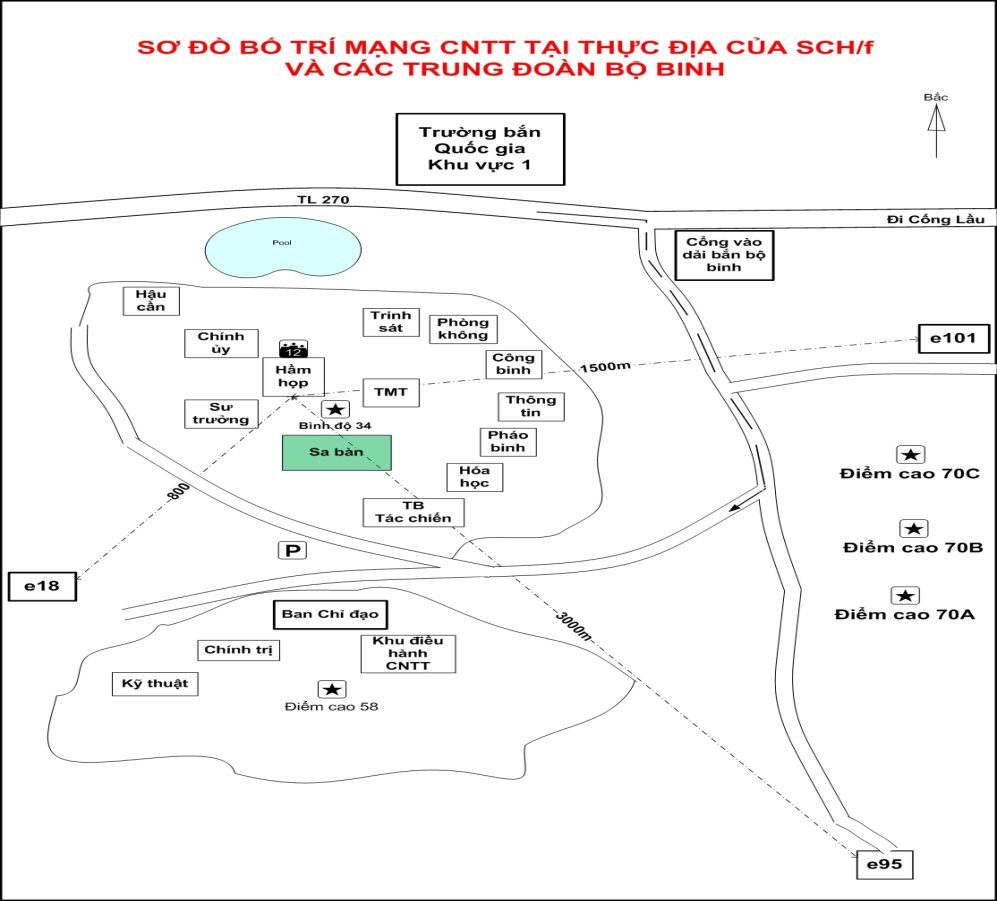 SƠ ĐỒ BỐ TRÍ MẠNG CNTT TẠI THỰC ĐỊA CỦA SCH/f
VÀ CÁC TRUNG ĐOÀN BỘ BINH
Bắc
Trường bắn
Quốc gia
Khu vực 1
TL 270
Đi Cống Lầu
Pool
Cổng vào
dải bắn bộ
binh
Hậu
cần
Trinh
sát
Phòng
không
Chính
ủy
12
e101
Công
binh
1500m
Hầm
họp
TMT
Thông
tin
Sư
trưởng
Bình độ 34
Pháo
binh
Sa bàn
Hóa
học
Điểm cao 70C
800
TB
Tác chiến
Điểm cao 70B
P
e18
Điểm cao 70A
Ban Chỉ đạo
3000m
Chính trị
Khu điều
hành
CNTT
Kỹ thuật
Điểm cao 58
e95